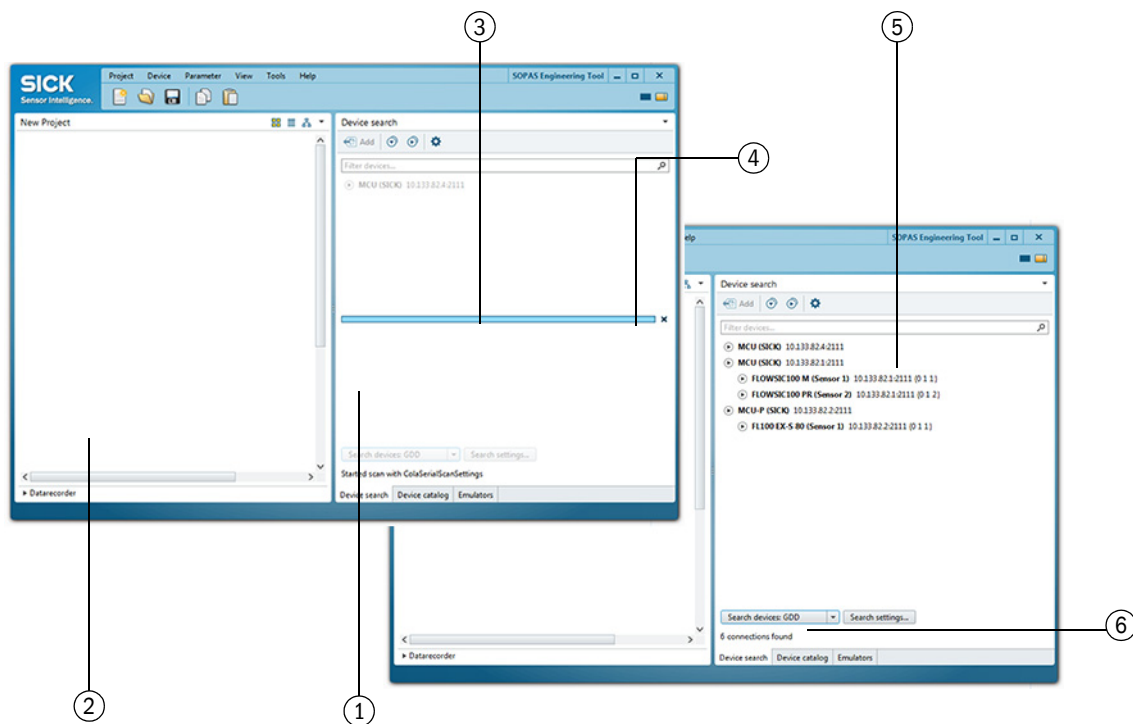 3
5
SICK
Sensor Intelligence.
Project Device Parameter View Tools Help
SOPAS Engineering Tool
New Project
Device search
Add
Filter devices...
MCU (SICK) 10.133.82.4:2111
4
Search devices: GDD
Search settings...
Started scan with ColaSerialScanSettings
Datarecorder
Device search Device catalog Emulators
elp
SOPAS Engineering Tool
Device search
Add
Filter devices...
MCU (SICK) 10.133.82.4:2111
MCU (SICK) 10.133.82.1:2111
FLOWSIC100 M (Sensor 1) 10.133.82.1:2111 (0 1 1)
FLOWSIC100 PR (Sensor 2) 10.133.82.1:2111 (0 1 2)
MCU-P (SICK) 10.133.82.2:2111
FL100 EX-S-80 (Sensor 1) 10.133.82.2:2111 (0 1 1)
Search devices: GDD
Search settings...
6 connections found
Datarecorder
Device search Device catalog Emulators
6
2
1